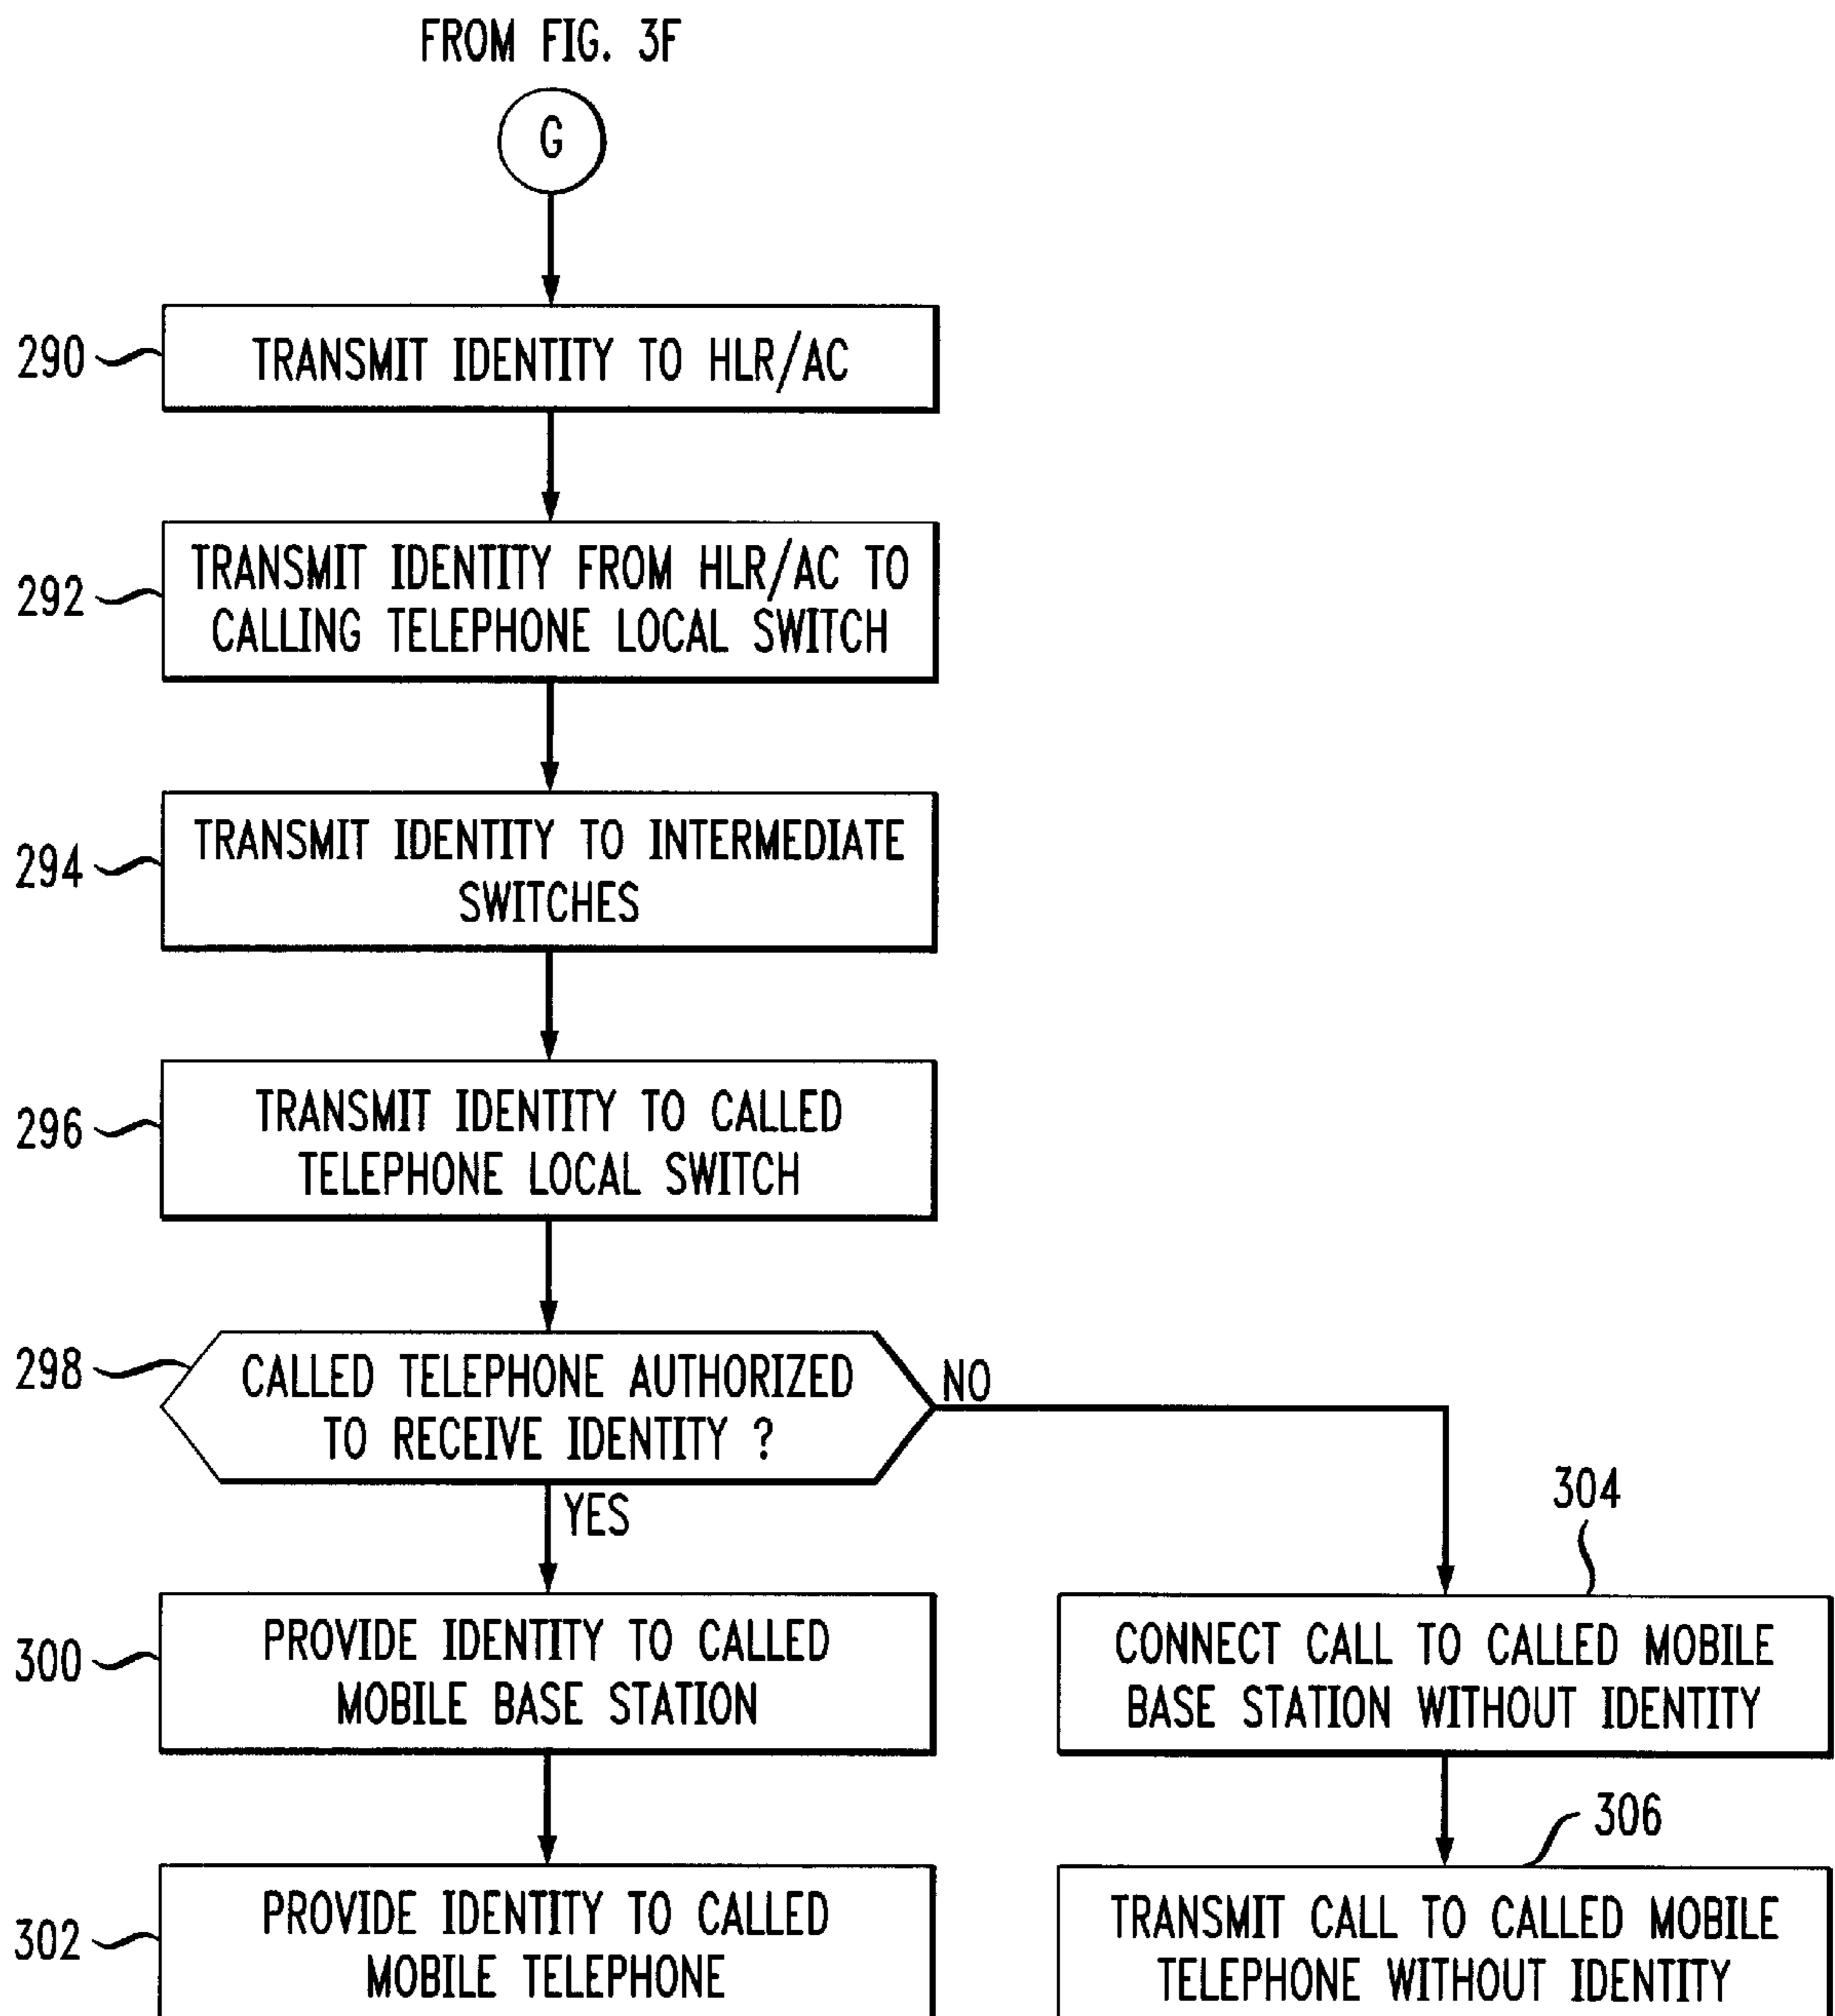 FROM FIG. 3F
G
290
TRANSMIT IDENTITY TO HLR/AC
292
TRANSMIT IDENTITY FROM HLR/AC TO
CALLING TELEPHONE LOCAL SWITCH
294
TRANSMIT IDENTITY TO INTERMEDIATE
SWITCHES
296
TRANSMIT IDENTITY TO CALLED
TELEPHONE LOCAL SWITCH
298
CALLED TELEPHONE AUTHORIZED
TO RECEIVE IDENTITY ?
NO
YES
304
300
PROVIDE IDENTITY TO CALLED
MOBILE BASE STATION
CONNECT CALL TO CALLED MOBILE
BASE STATION WITHOUT IDENTITY
306
302
PROVIDE IDENTITY TO CALLED
MOBILE TELEPHONE
TRANSMIT CALL TO CALLED MOBILE
TELEPHONE WITHOUT IDENTITY